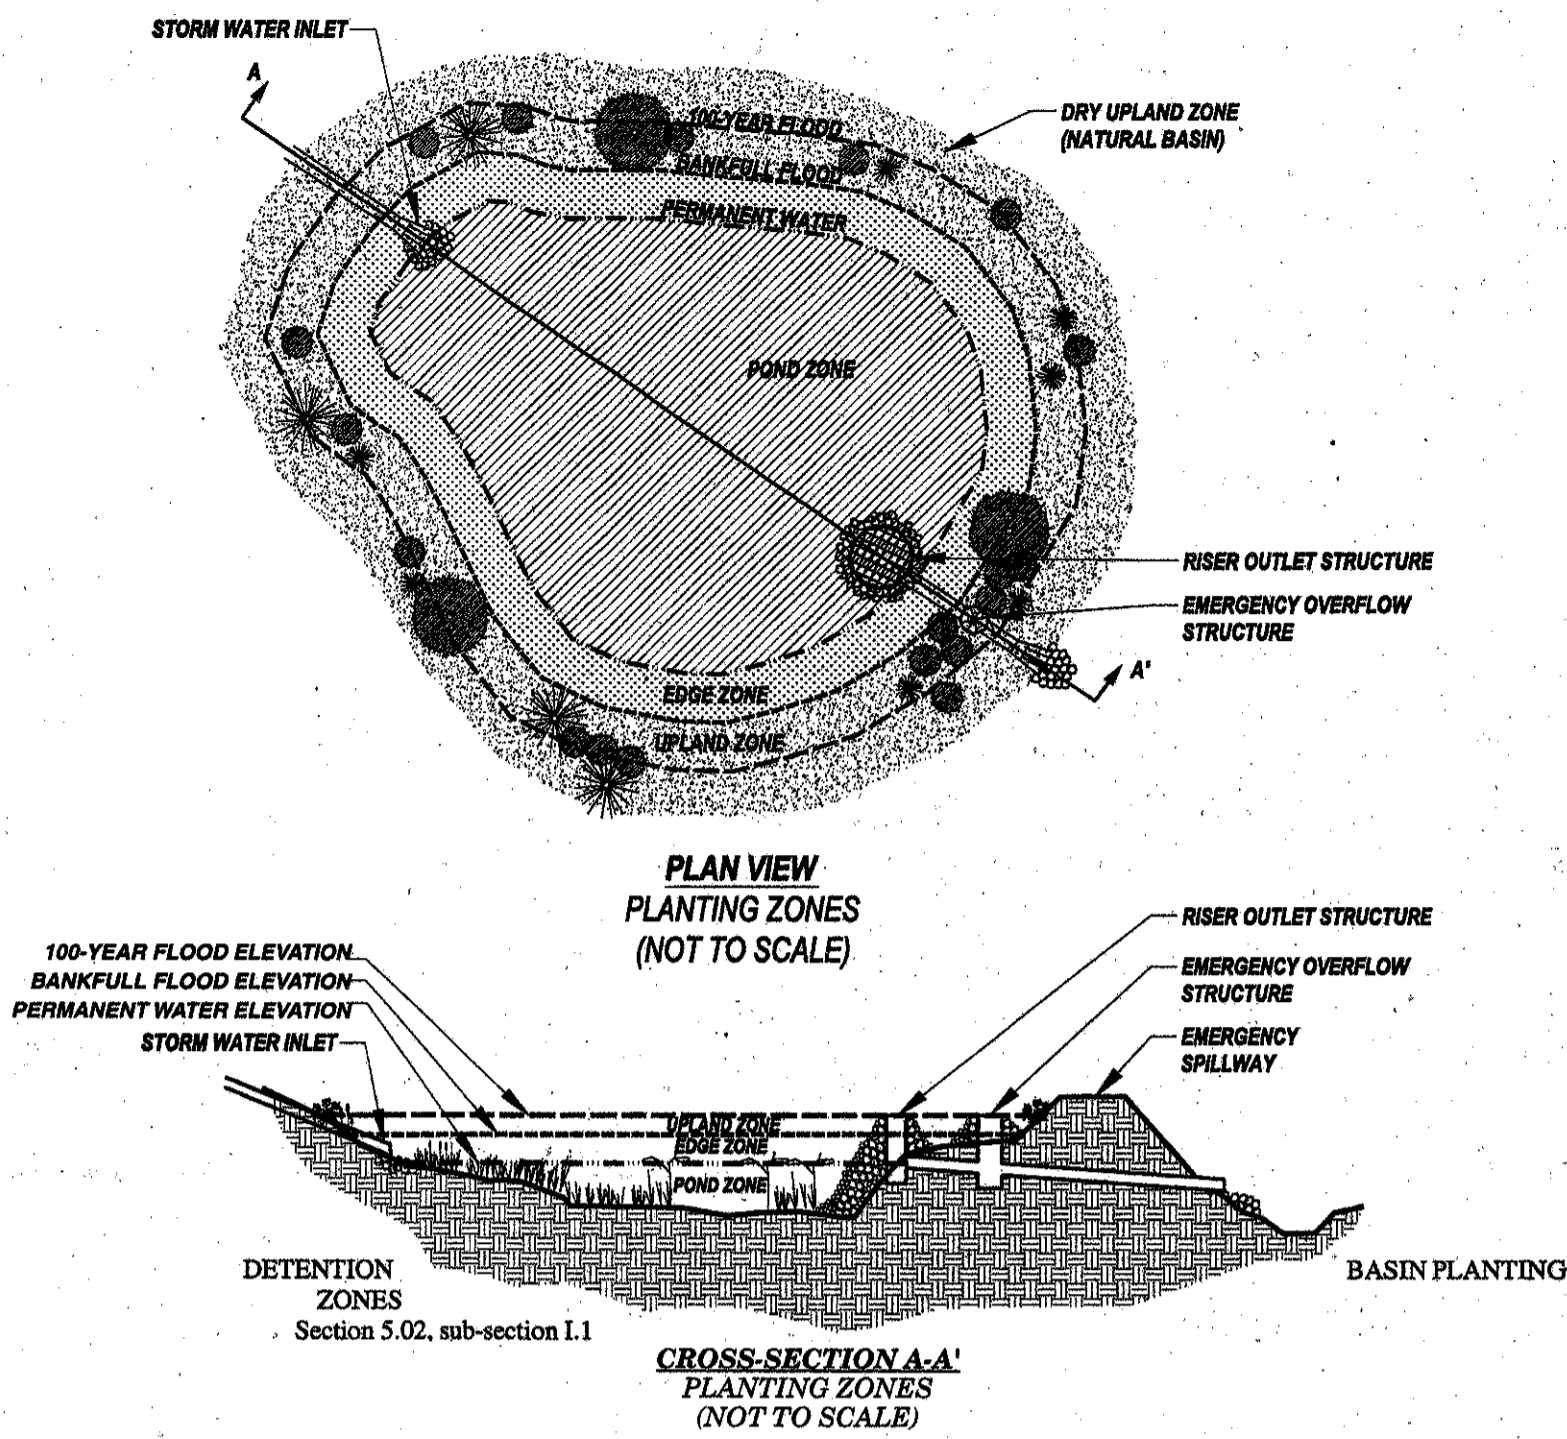 STORM WATER INLET
A
100-YEAR FLOOD
DRY UPLAND ZONE
(NATURAL BASIN)
BANKFULL FLOOD
PERMANENT WATER
POND ZONE
RISER OUTLET STRUCTURE
EMERGENCY OVERFLOW
STRUCTURE
A'
EDGE ZONE
UPLAND ZONE
PLAN VIEW
PLANTING ZONES
(NOT TO SCALE)
100-YEAR FLOOD ELEVATION
BANKFULL FLOOD ELEVATION
PERMANENT WATER ELEVATION
STORM WATER INLET
RISER OUTLET STRUCTURE
EMERGENCY OVERFLOW
STRUCTURE
EMERGENCY
SPILLWAY
UPLAND ZONE
EDGE ZONE
POND ZONE
DETENTION
ZONES
Section 5.02, sub-section I.1
BASIN PLANTING
CROSS-SECTION A-A'
PLANTING ZONES
(NOT TO SCALE)